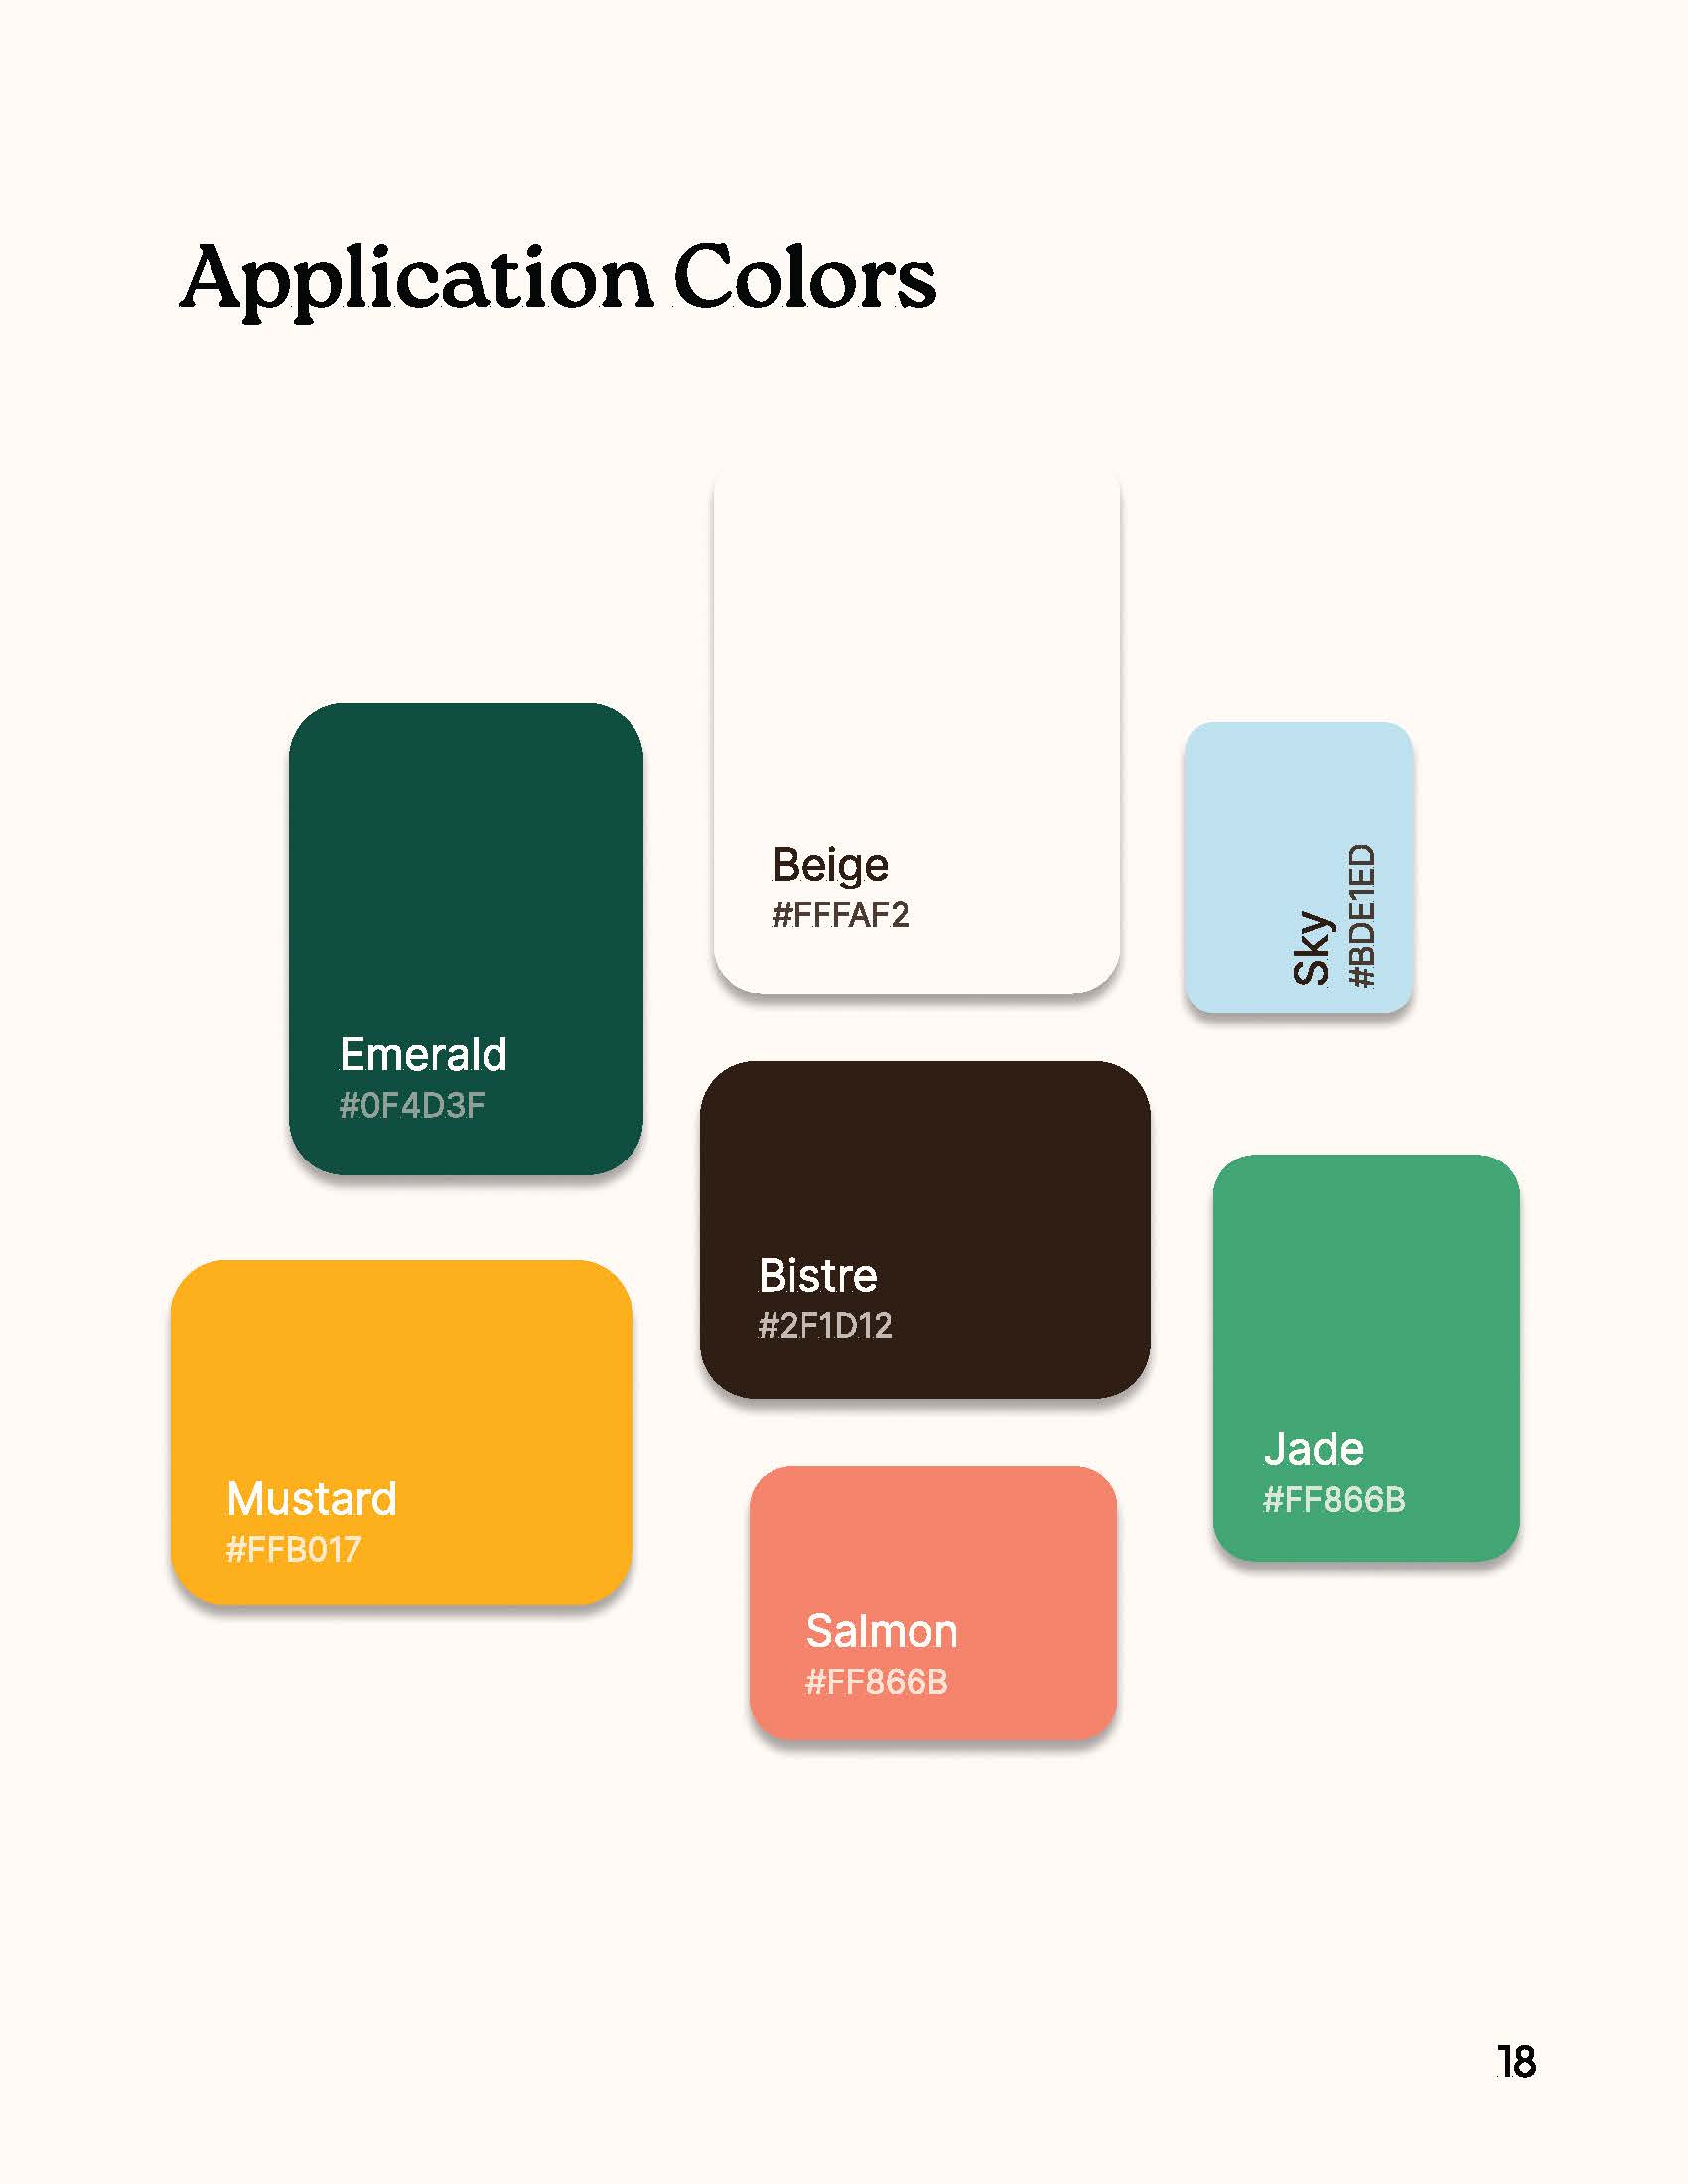 Application Colors
Beige
#FFFAF2
Sky
#BDE1ED
Emerald
#0F4D3F
Bistre
#2F1D12
Jade
#FF866B
Mustard
#FFB017
Salmon
#FF866B
18